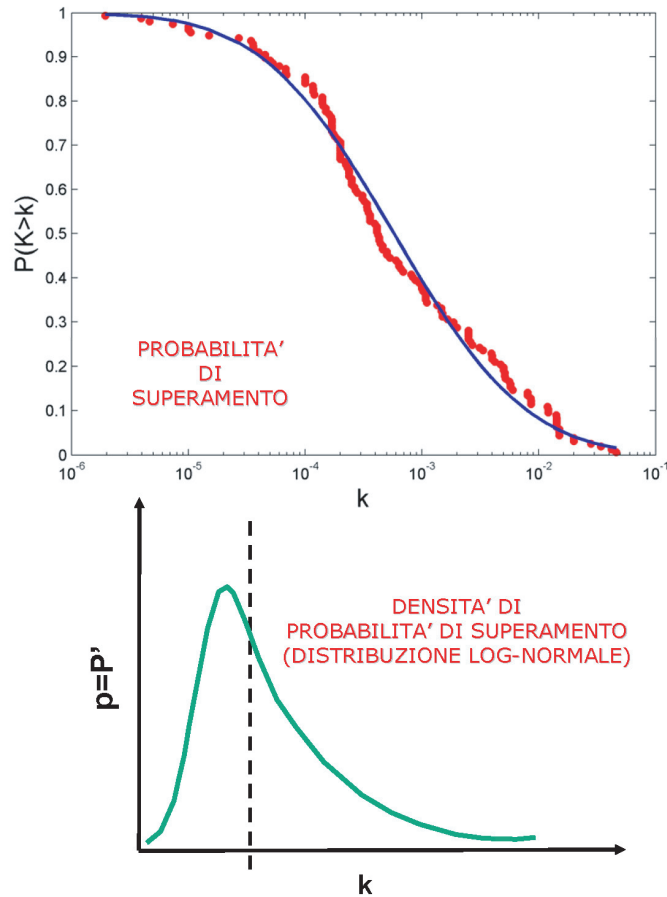 1
0.9
0.8
0.7
0.6
0.5
0.4
0.3
0.2
0.1
0
P(K>k)
PROBABILITA'
DI
SUPERAMENTO
10-6
10-5
10-4
10-3
10-2
10-1
k
DENSITA' DI
PROBABILITA' DI SUPERAMENTO
(DISTRIBUZIONE LOG-NORMALE)
p=P'
k